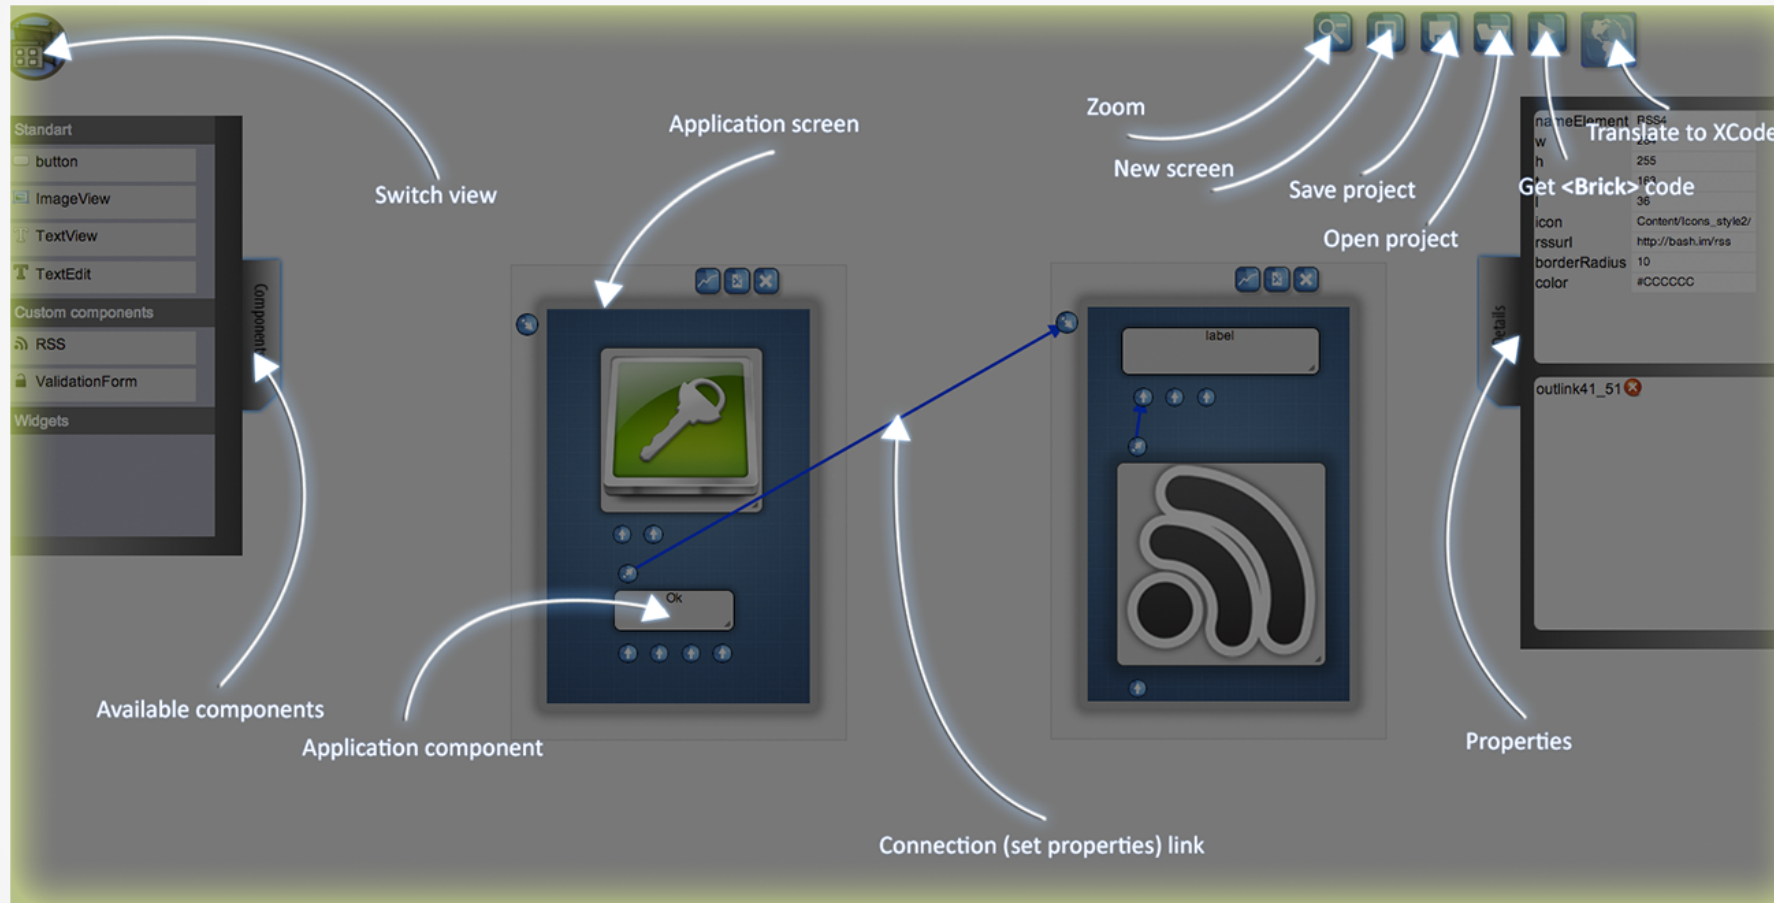 Standart
button
ImageView
TextView
TextEdit
Custom components
RSS
ValidationForm
Widgets
Components
Switch view
Application screen
Zoom
New screen
Save project
Open project
Get <Brick> code
Translate to XCode
nameElement RSS4
w
h 255
36
icon Content/Icons_style2/
rssurl http://bash.im/rss
borderRadius 10
color #CCCCCC
Details
outlink41_51
label
Ok
Available components
Application component
Connection (set properties) link
Properties